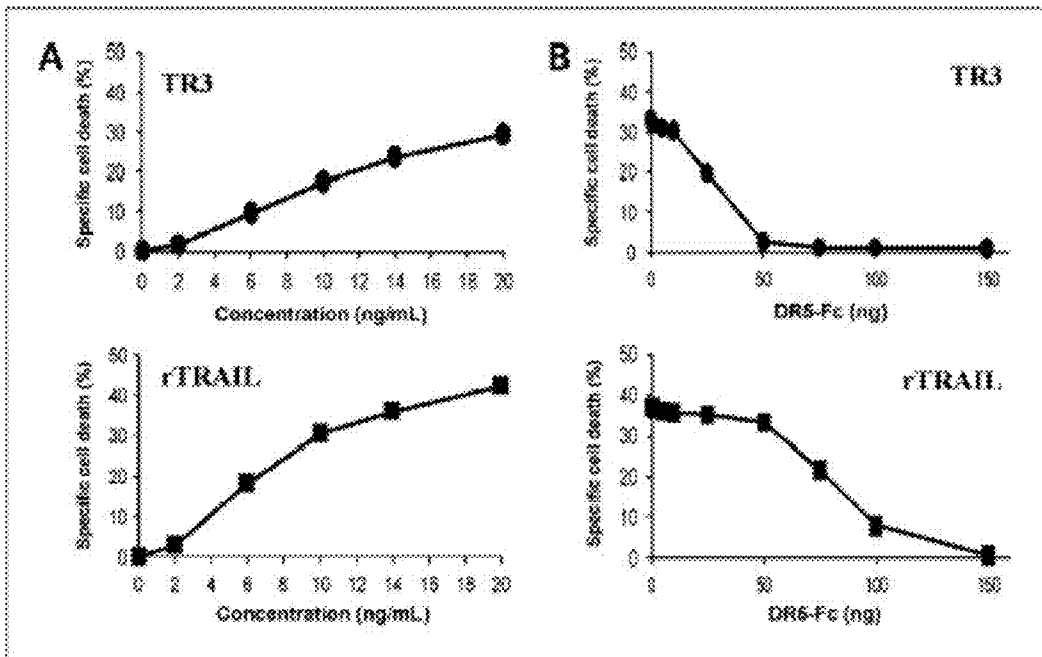 A
Specific cell death (%)
50
40
30
20
10
0
TR3
0 2 4 6 8 10 12 14 16 18 20
Concentration (ng/mL)
B
Specific cell death (%)
50
40
30
20
10
0
TR3
0 50 100 150
DR5-Fc (ng)
Specific cell death (%)
50
40
30
20
10
0
rTRAIL
0 2 4 6 8 10 12 14 16 18 20
Concentration (ng/mL)
Specific cell death (%)
50
40
30
20
10
0
rTRAIL
0 50 100 150
DR5-Fc (ng)